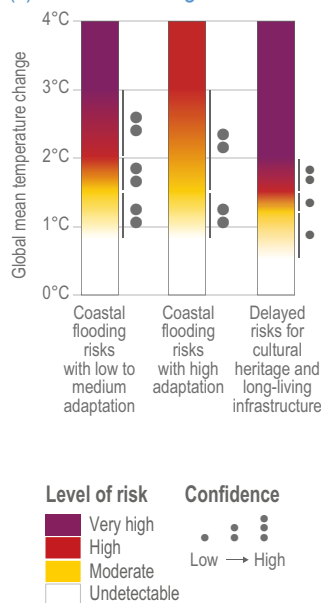 4°C
3°C
2°C
1°C
0°C
Global mean temperature change
Coastal
flooding
risks
with low to
medium
adaptation
Coastal
flooding
risks
with high
adaptation
Delayed
risks for
cultural
heritage and
long-living
infrastructure
Level of risk
Very high
High
Moderate
Undetectable
Confidence
Low → High